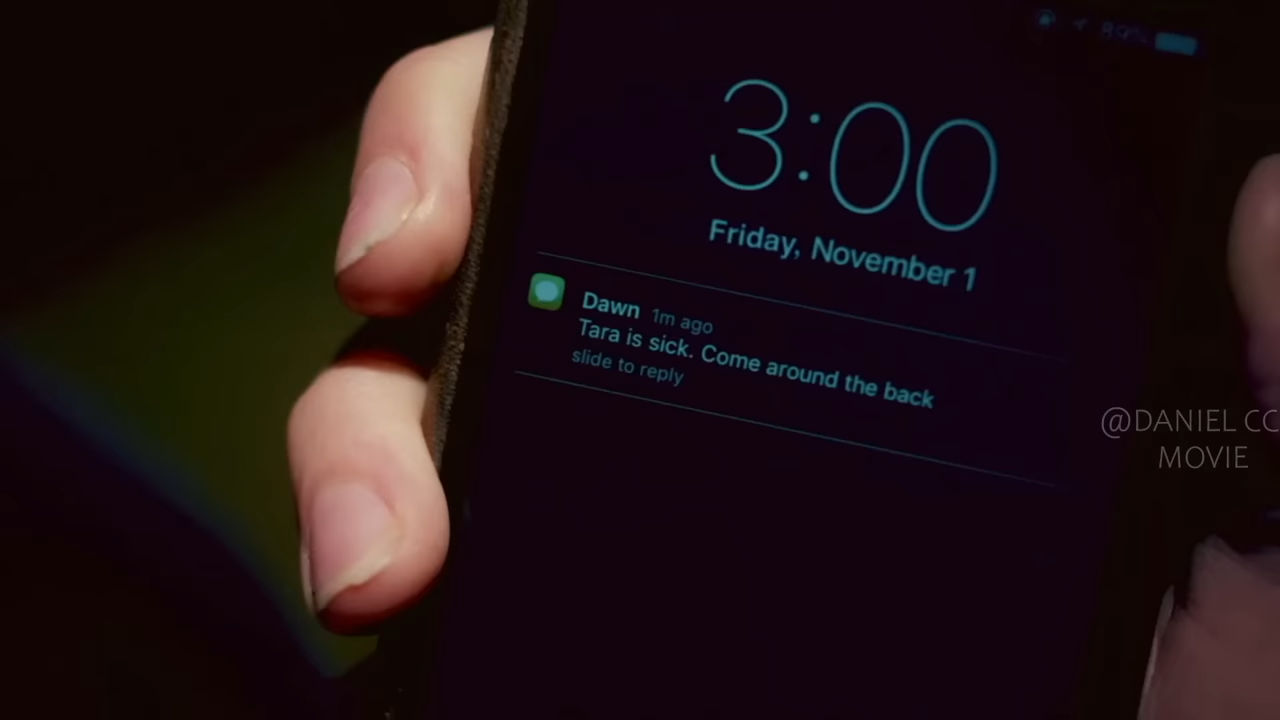 89%
3:00
Friday, November 1
Dawn 1m ago
Tara is sick. Come around the back
slide to reply
@DANIEL CC
MOVIE